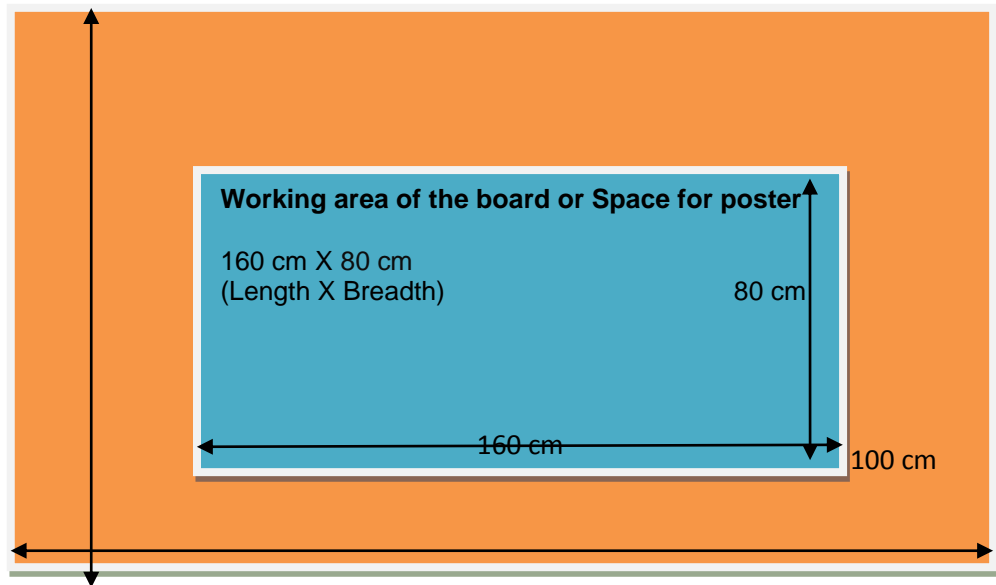 Working area of the board or Space for poster
160 cm X 80 cm
(Length X Breadth) 80 cm
160 cm
100 cm